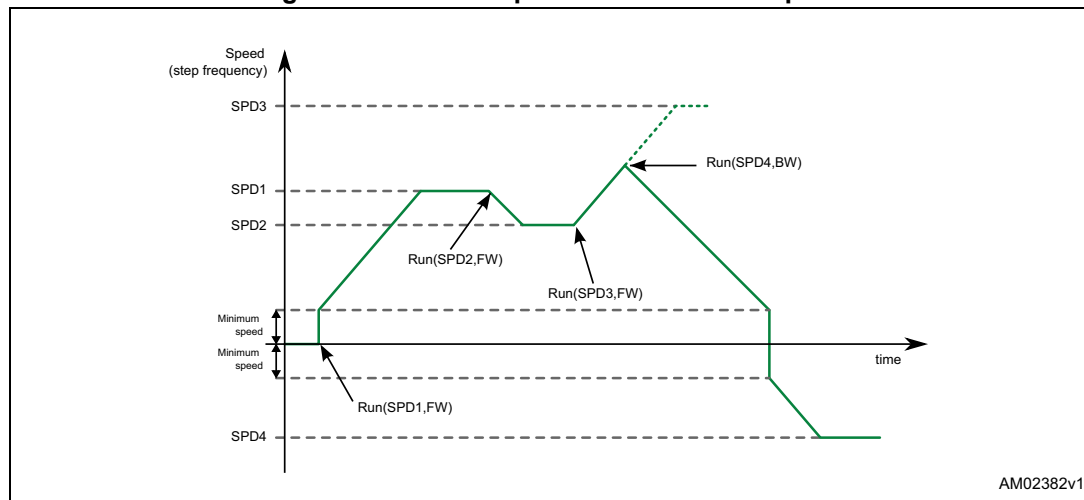 Speed
(step frequency)
SPD3
Run(SPD4,BW)
SPD1
SPD2
Run(SPD2,FW)
Run(SPD3,FW)
Minimum
speed
Minimum
speed
time
Run(SPD1,FW)
SPD4
AM02382v1